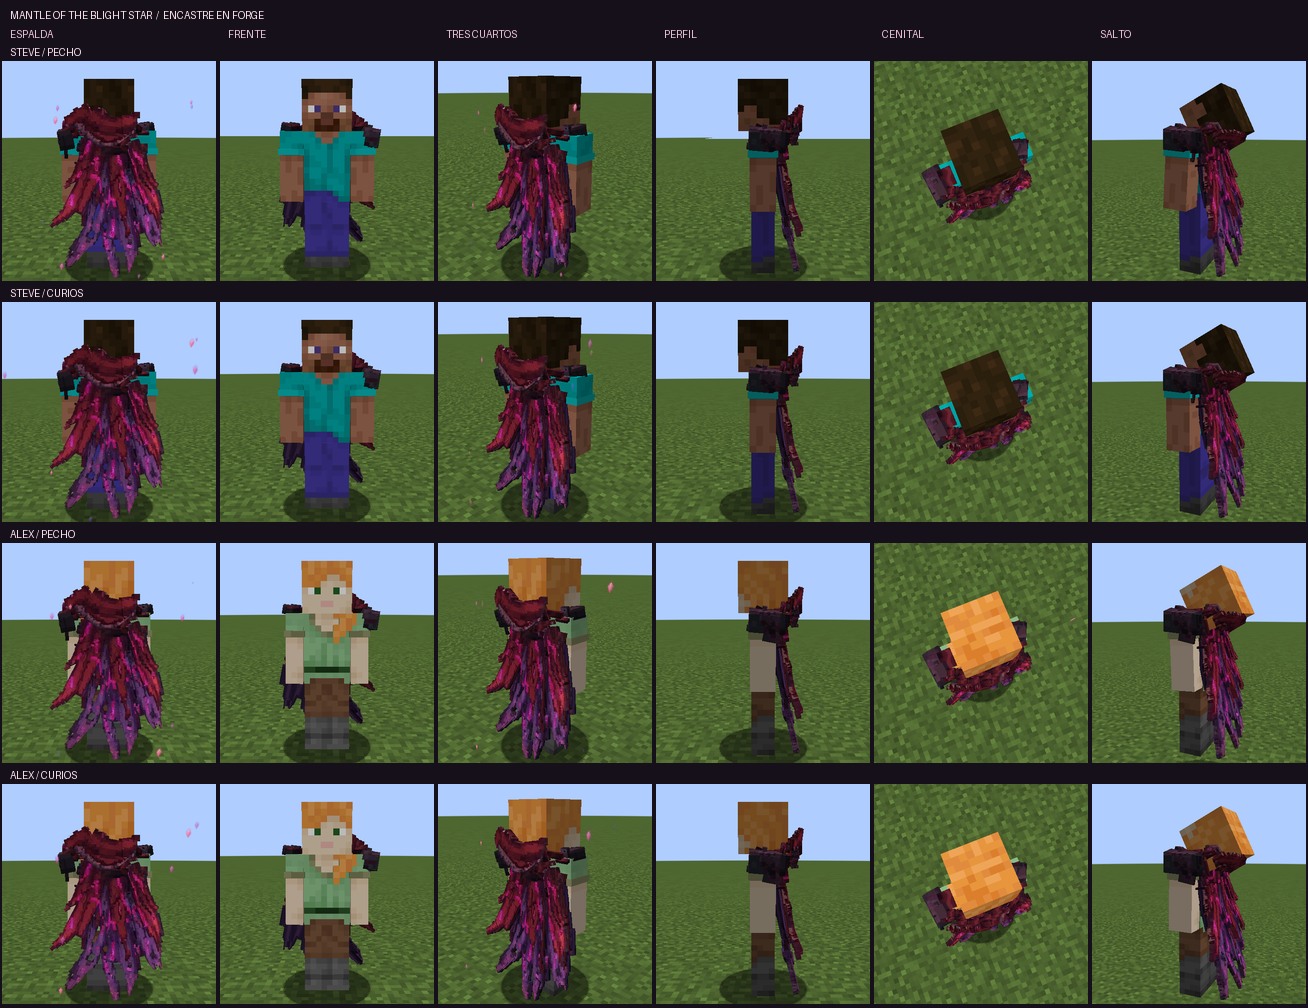 MANTLE OF THE BLIGHT STAR / ENCASTRE EN FORGE
ESPALDA FRENTE TRES CUARTOS PERFIL CENITAL SALTO
STEVE / PECHO
STEVE / CURIOS
ALEX / PECHO
ALEX / CURIOS